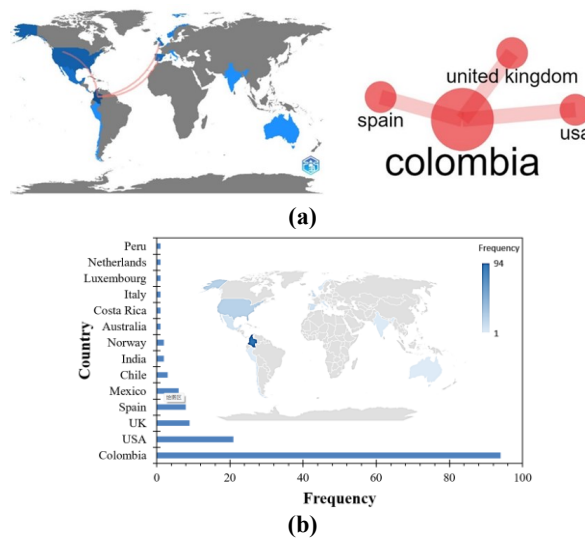 united kingdom
spain
usa
colombia
(a)
Peru
Netherlands
Luxembourg
Italy
Costa Rica
Australia
Norway
India
Chile
Mexico
Spain
UK
USA
Colombia
Country
Frequency
94
1
0 20 40 60 80 100
Frequency
(b)